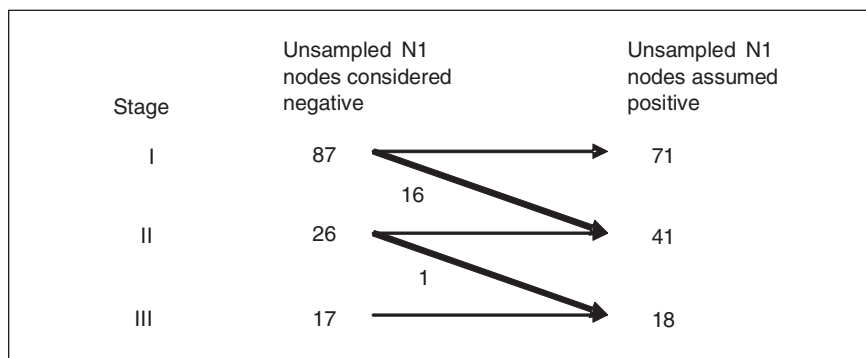 Unsampled N1
nodes considered
negative
Unsampled N1
nodes assumed
positive
Stage
I 87 71
16
II 26 41
1
III 17 18